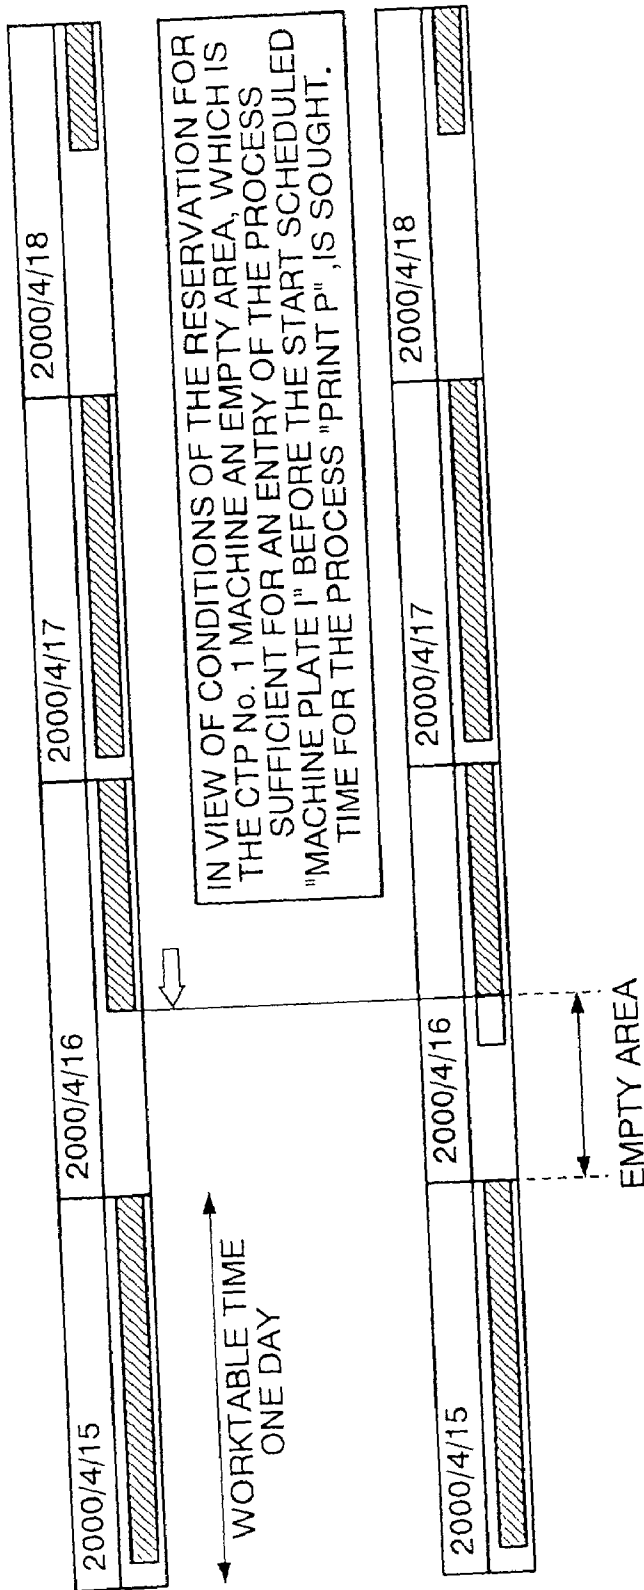 2000/4/15
2000/4/16
2000/4/17
2000/4/18
WORKTABLE TIME
ONE DAY
IN VIEW OF CONDITIONS OF THE RESERVATION FOR
THE CTP No. 1 MACHINE AN EMPTY AREA, WHICH IS
SUFFICIENT FOR AN ENTRY OF THE PROCESS
"MACHINE PLATE I" BEFORE THE START SCHEDULED
TIME FOR THE PROCESS "PRINT P", IS SOUGHT.
2000/4/15
2000/4/16
2000/4/17
2000/4/18
EMPTY AREA